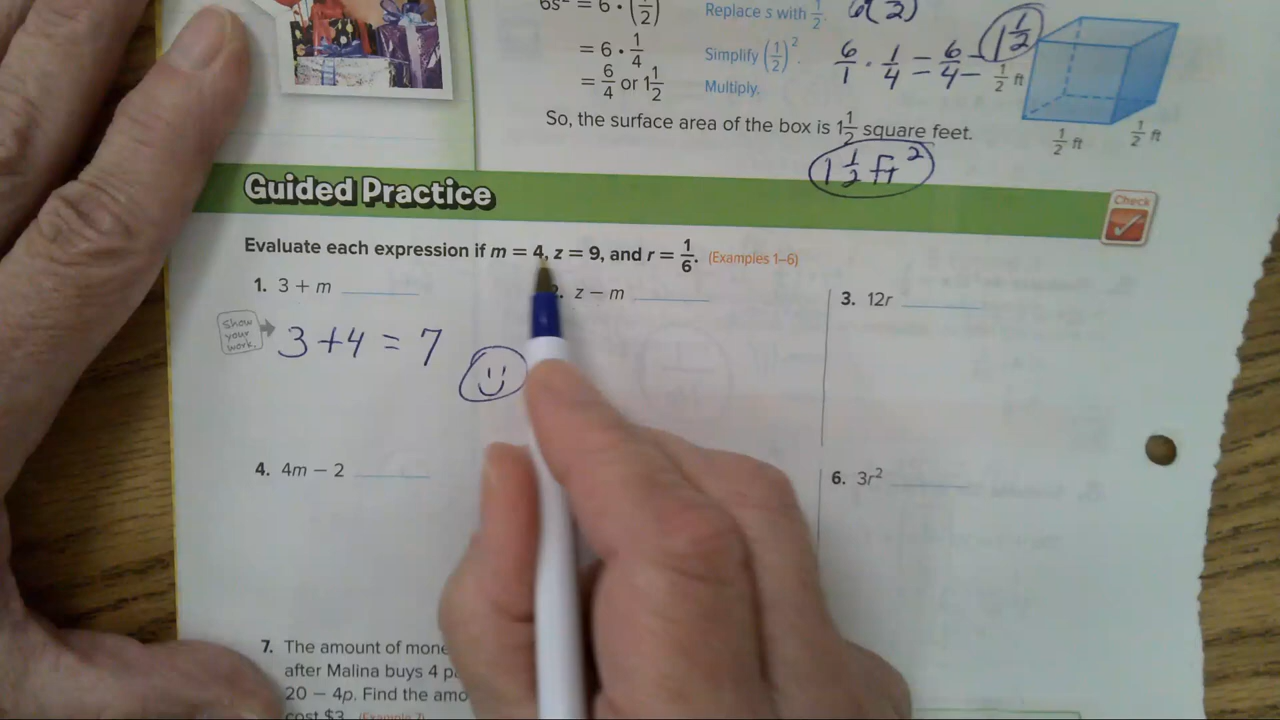 6s² = 6 • (1/2)
Replace s with 1/2.
= 6 • 1/4
Simplify (1/2)².
6/1 · 1/4 = 6/4 = 1 1/2
= 6/4 or 1 1/2
Multiply.
1/2 ft
1/2 ft
1/2 ft
So, the surface area of the box is 1 1/2 square feet.
1 1/2 ft²
Guided Practice
Check
Evaluate each expression if m = 4, z = 9, and r = 1/6. (Examples 1–6)
1. 3 + m
z − m
3. 12r
Show your work.
3+4 = 7
4. 4m − 2
6. 3r²
7. The amount of mone
after Malina buys 4 p
20 − 4p. Find the amo
cost $3. (Example 7)